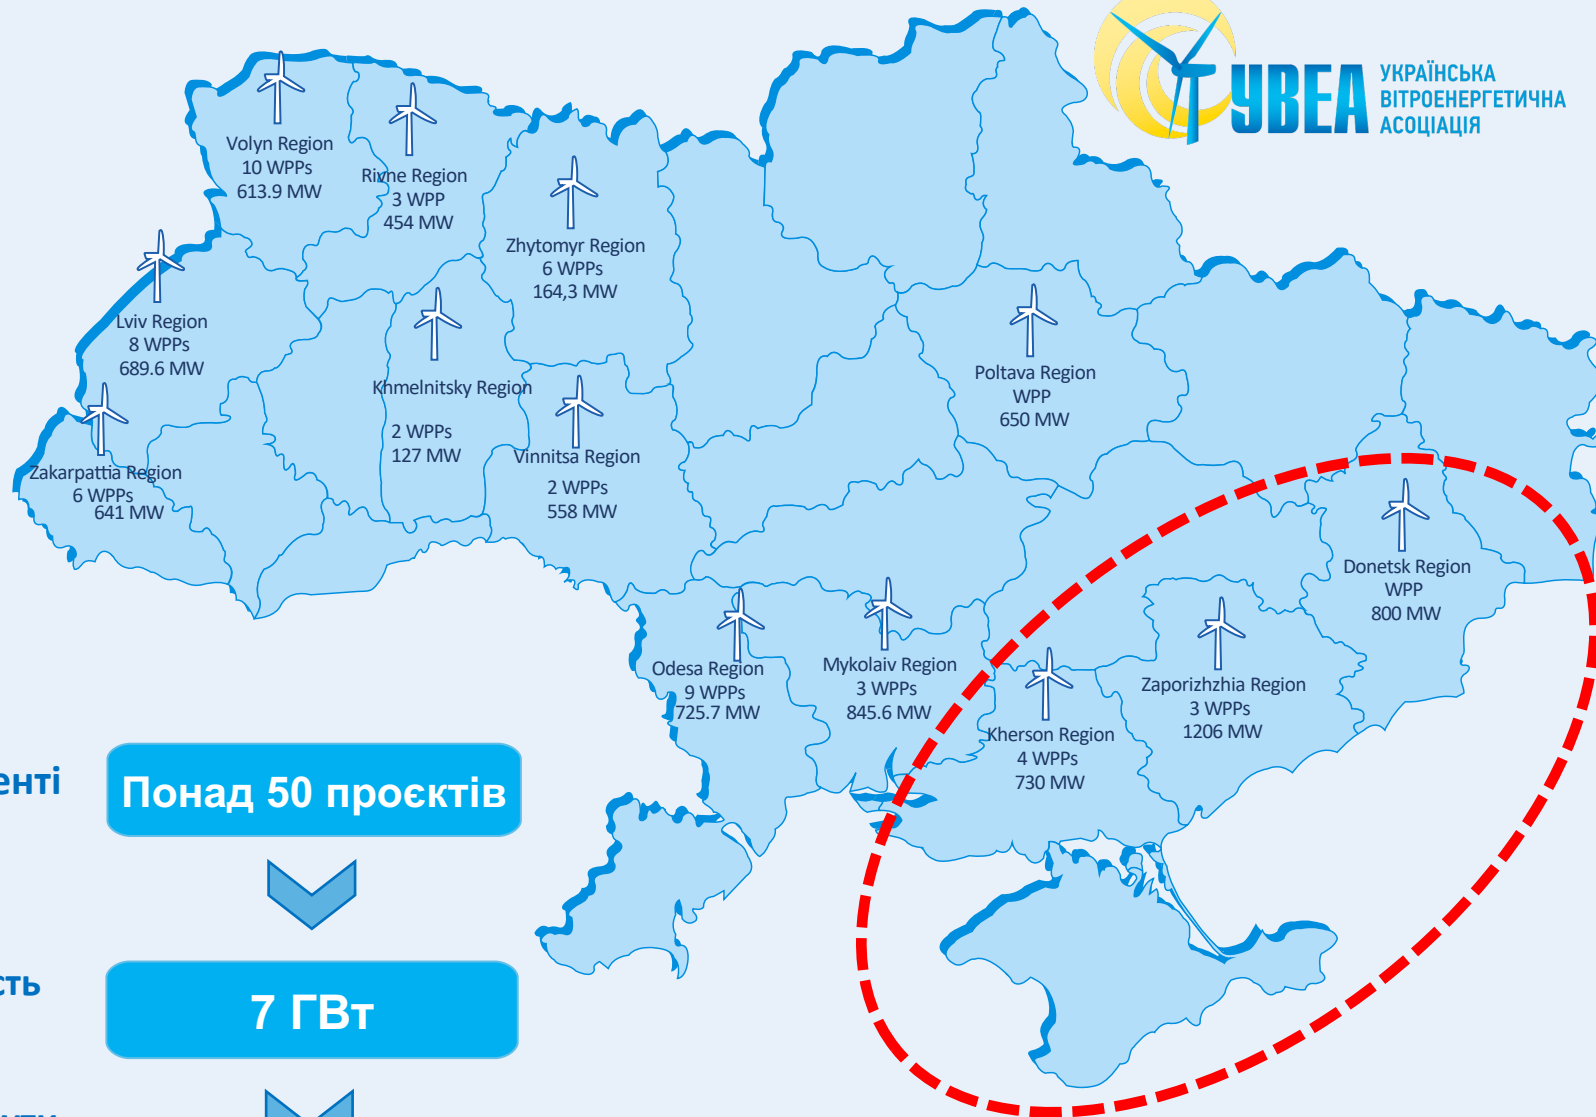 УВЕА
УКРАЇНСЬКА
ВІТРОЕНЕРГЕТИЧНА
АСОЦІАЦІЯ
Volyn Region
10 WPPs
613.9 MW
Rivne Region
3 WPP
454 MW
Zhytomyr Region
6 WPPs
164,3 MW
Lviv Region
8 WPPs
689.6 MW
Khmelnitsky Region
2 WPPs
127 MW
Poltava Region
WPP
650 MW
Zakarpattia Region
6 WPPs
641 MW
Vinnitsa Region
2 WPPs
558 MW
Donetsk Region
WPP
800 MW
Odesa Region
9 WPPs
725.7 MW
Mykolaiv Region
3 WPPs
845.6 MW
Zaporizhzhia Region
3 WPPs
1206 MW
Kherson Region
4 WPPs
730 MW
енті
Понад 50 проєктів
сть
7 ГВт